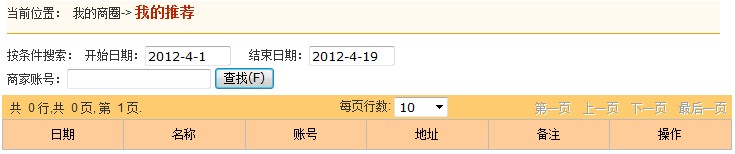 当前位置： 我的商圈-> 我的推荐
按条件搜索： 开始日期: 2012-4-1 结束日期: 2012-4-19
商家账号: 查找(F)
共 0行,共 0页, 第 1页. 每页行数: 10 第一页 上一页 下一页 最后一页
日期 名称 账号 地址 备注 操作